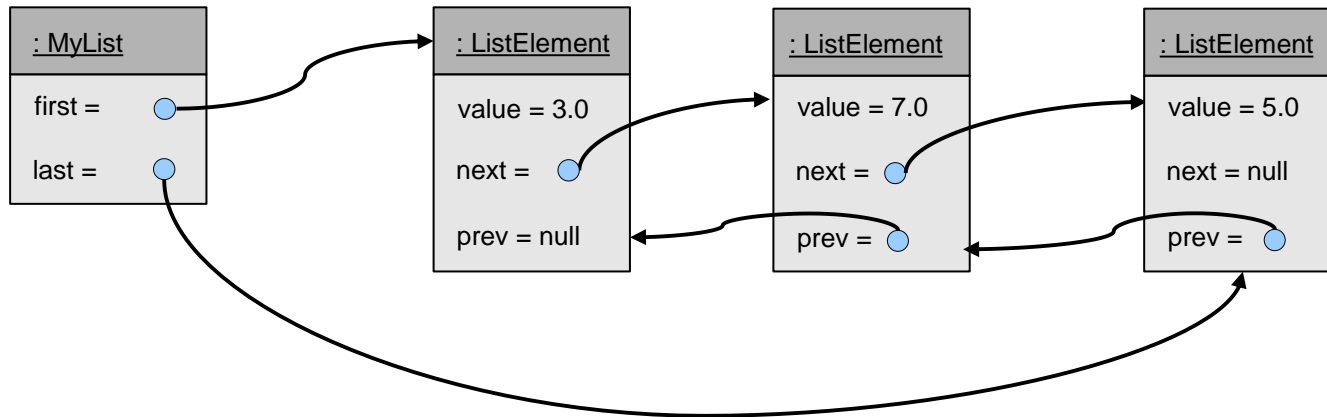 : MyList
first =
last =
: ListElement
value = 3.0
next =
prev = null
: ListElement
value = 7.0
next =
prev =
: ListElement
value = 5.0
next = null
prev =